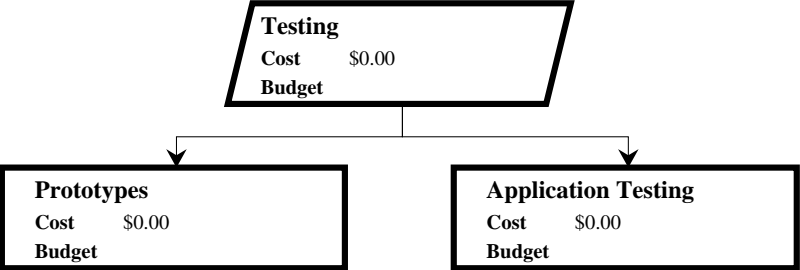 Testing
Cost $0.00
Budget
Prototypes
Cost $0.00
Budget
Application Testing
Cost $0.00
Budget